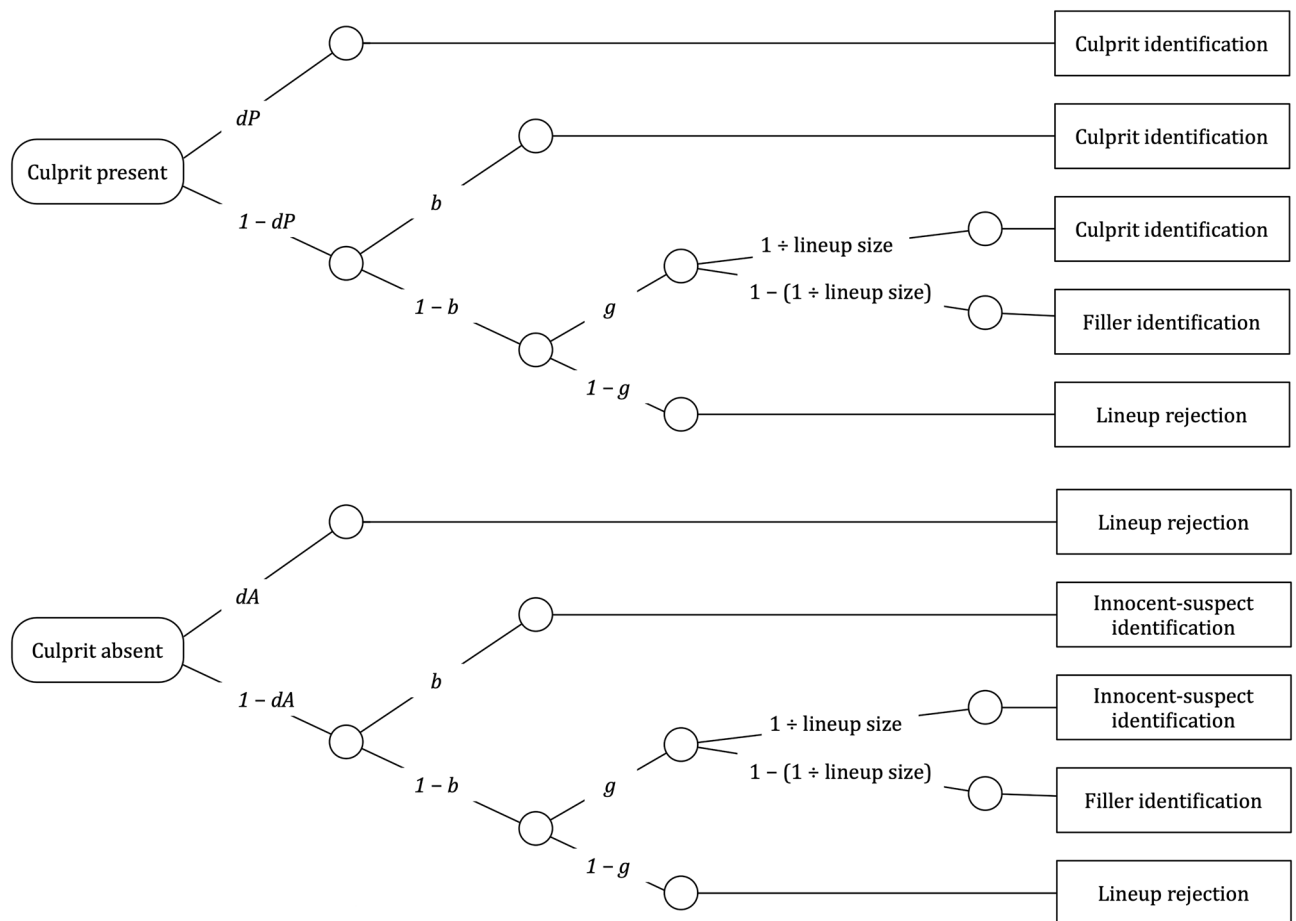 Culprit identification
dP
Culprit identification
Culprit present
b
1 − dP
Culprit identification
1 ÷ lineup size
1 − (1 ÷ lineup size)
1 − b
g
Filler identification
1 − g
Lineup rejection
Lineup rejection
dA
Innocent-suspect
identification
Culprit absent
b
1 − dA
Innocent-suspect
identification
1 ÷ lineup size
1 − (1 ÷ lineup size)
1 − b
g
Filler identification
1 − g
Lineup rejection